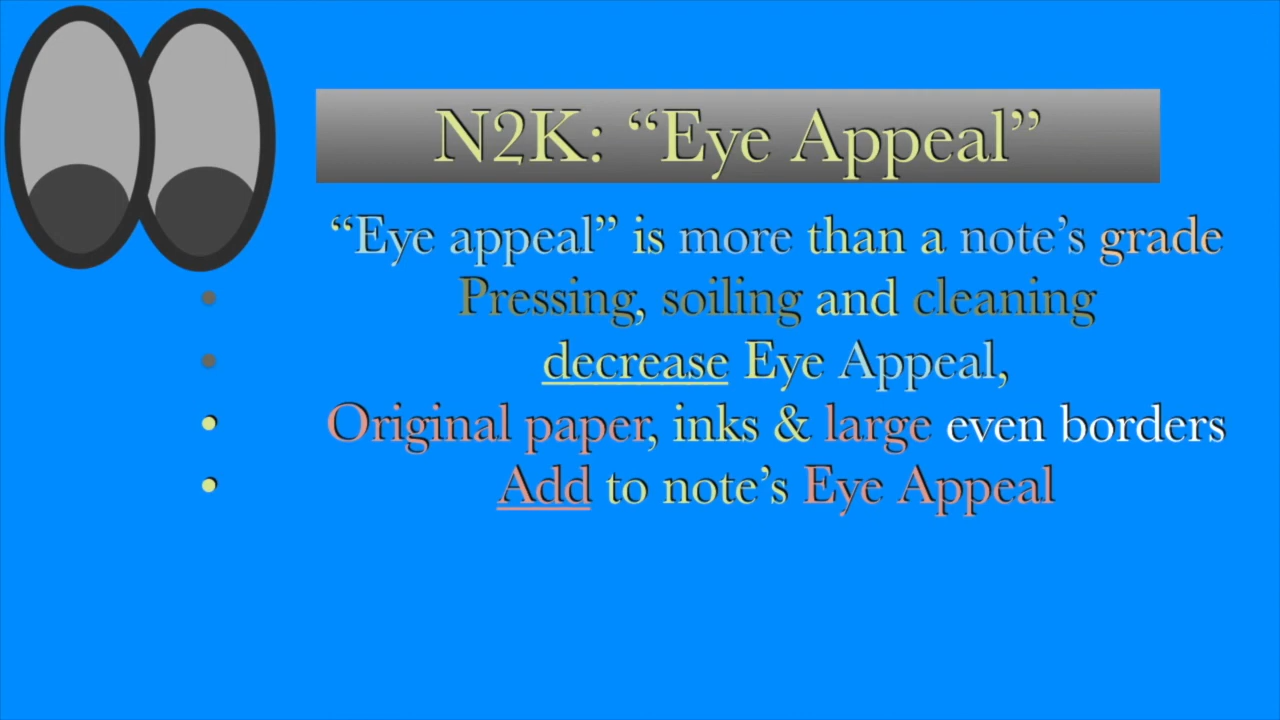 N2K: “Eye Appeal”
“Eye appeal” is more than a note’s grade
• Pressing, soiling and cleaning
• decrease Eye Appeal,
• Original paper, inks & large even borders
• Add to note’s Eye Appeal